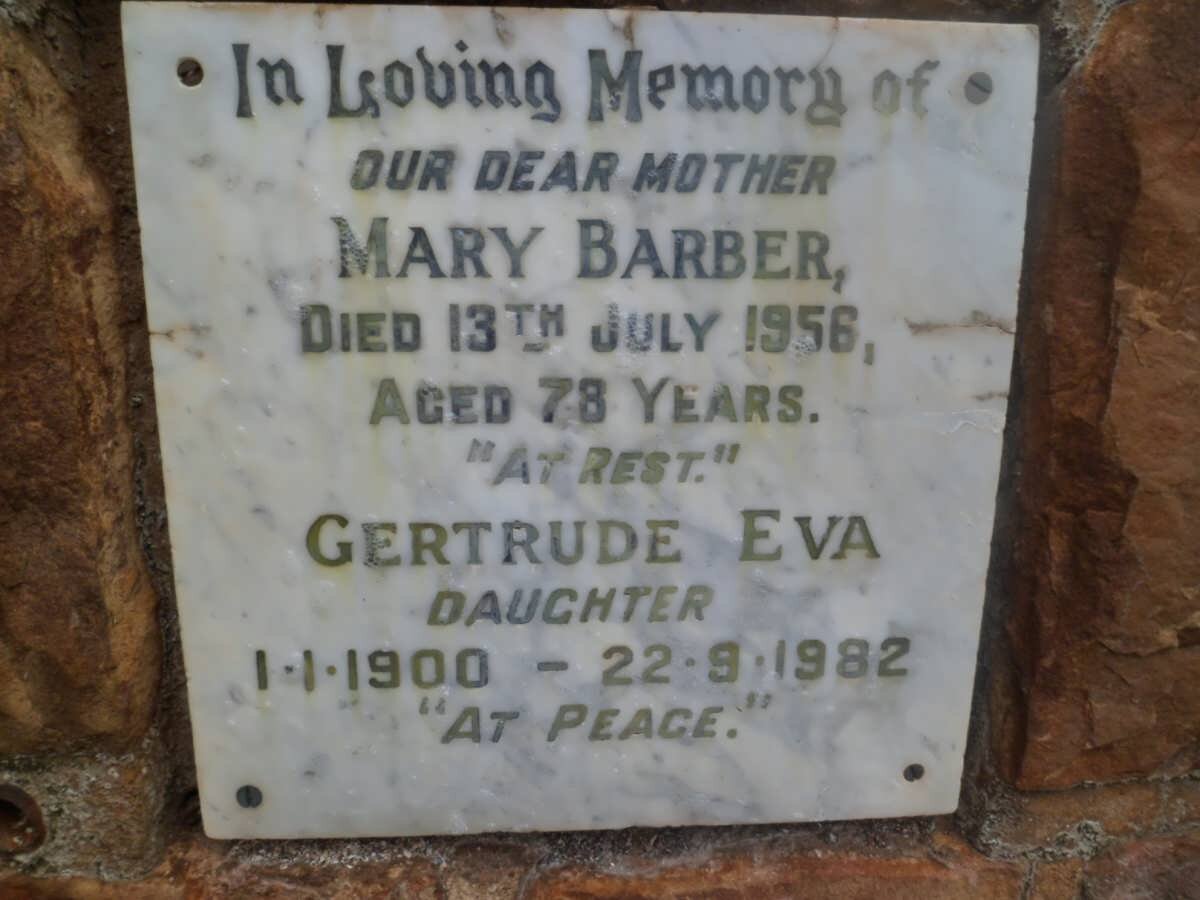 In Loving Memory of
OUR DEAR MOTHER
MARY BARBER,
DIED 13TH JULY 1956,
AGED 78 YEARS.
"AT REST."
GERTRUDE EVA
DAUGHTER
1·1·1900 - 22·9·1982
"AT PEACE."